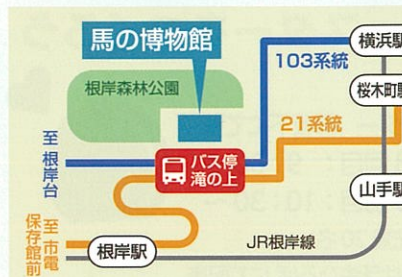 馬の博物館
横浜駅
103系統
根岸森林公園
桜木町駅
21系統
バス停
滝の上
至 根岸台
山手駅
至 市電
保存館前
根岸駅
JR根岸線